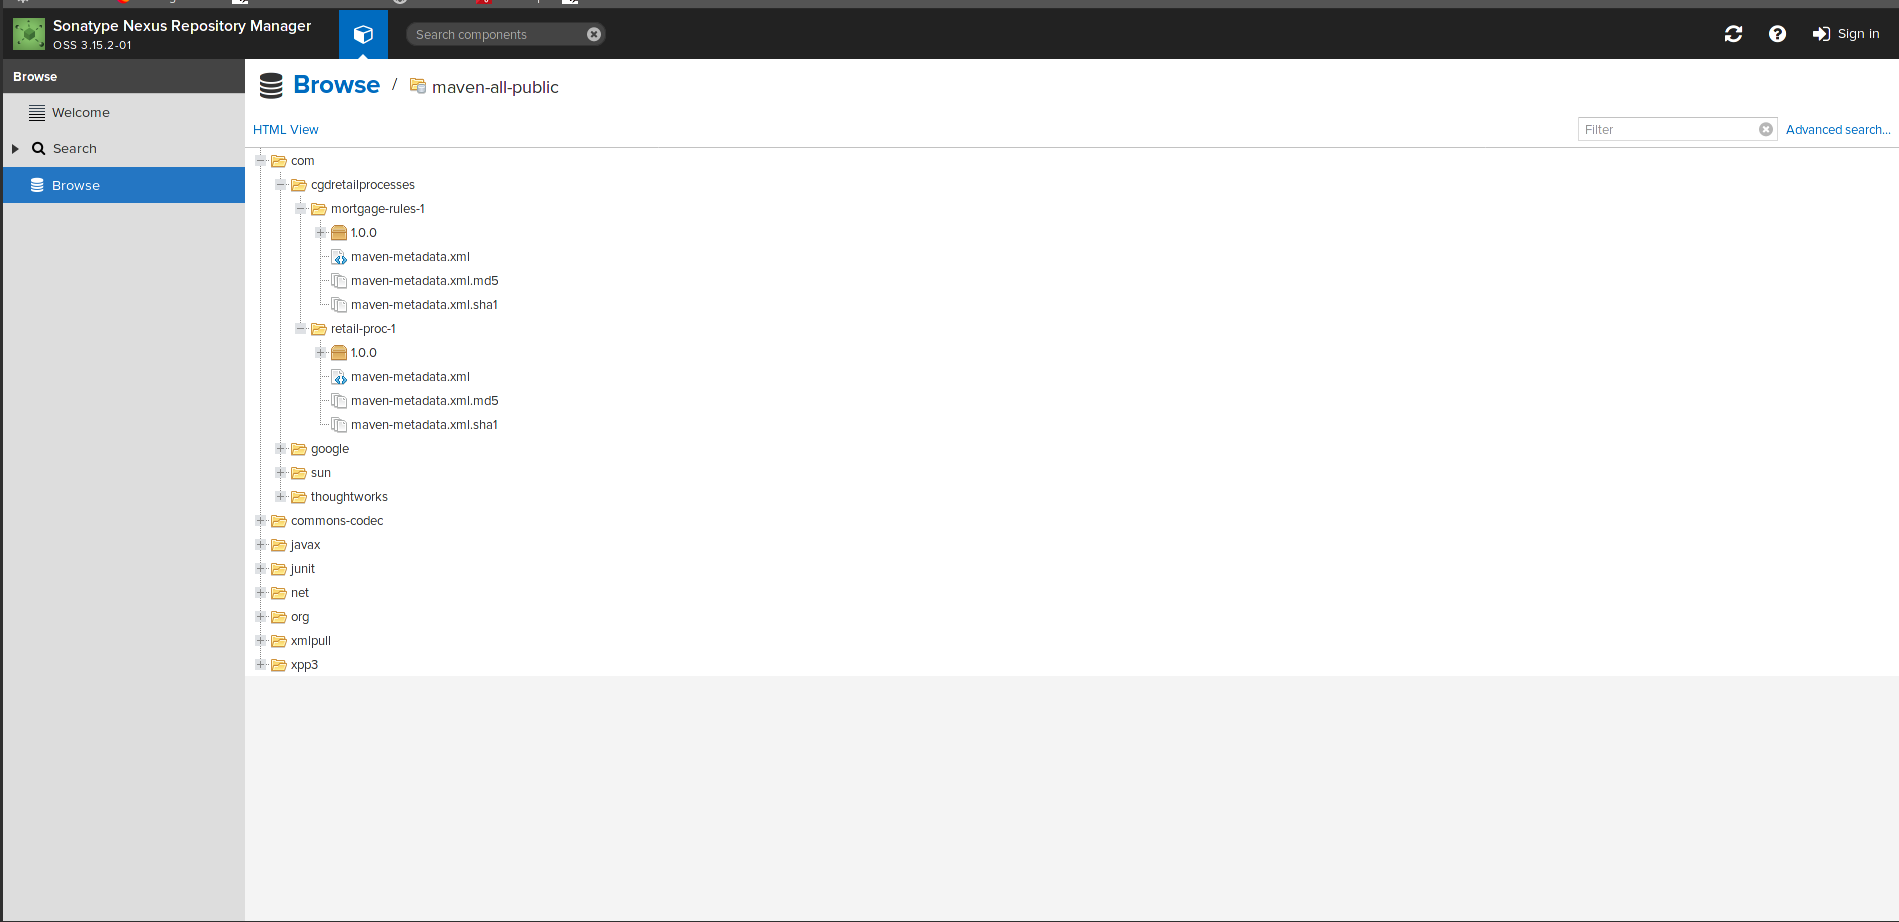 Sonatype Nexus Repository Manager
OSS 3.15.2-01
Search components
Sign in
Browse
Welcome
Search
Browse
Browse / maven-all-public
HTML View
Filter
Advanced search...
com
cgdretailprocesses
mortgage-rules-1
1.0.0
maven-metadata.xml
maven-metadata.xml.md5
maven-metadata.xml.sha1
retail-proc-1
1.0.0
maven-metadata.xml
maven-metadata.xml.md5
maven-metadata.xml.sha1
google
sun
thoughtworks
commons-codec
javax
junit
net
org
xmlpull
xpp3